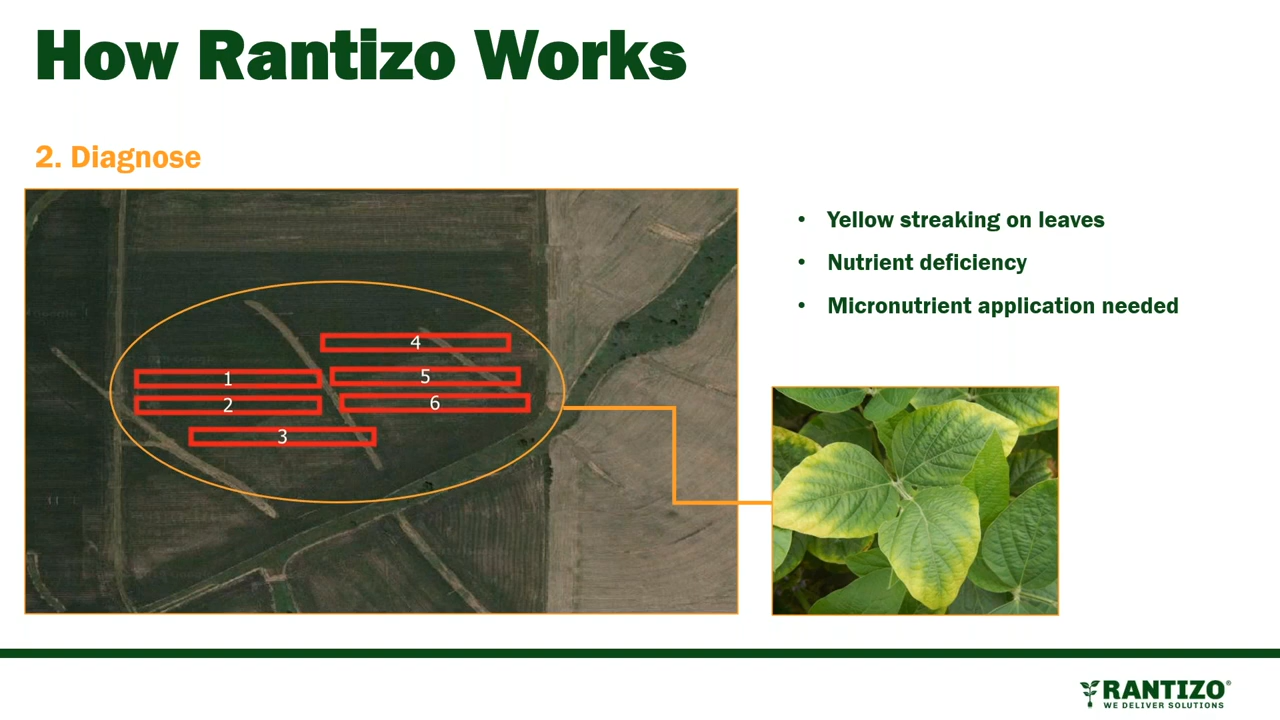 How Rantizo Works
2. Diagnose
4
1
5
2
6
3
• Yellow streaking on leaves
• Nutrient deficiency
• Micronutrient application needed
RANTIZO®
WE DELIVER SOLUTIONS